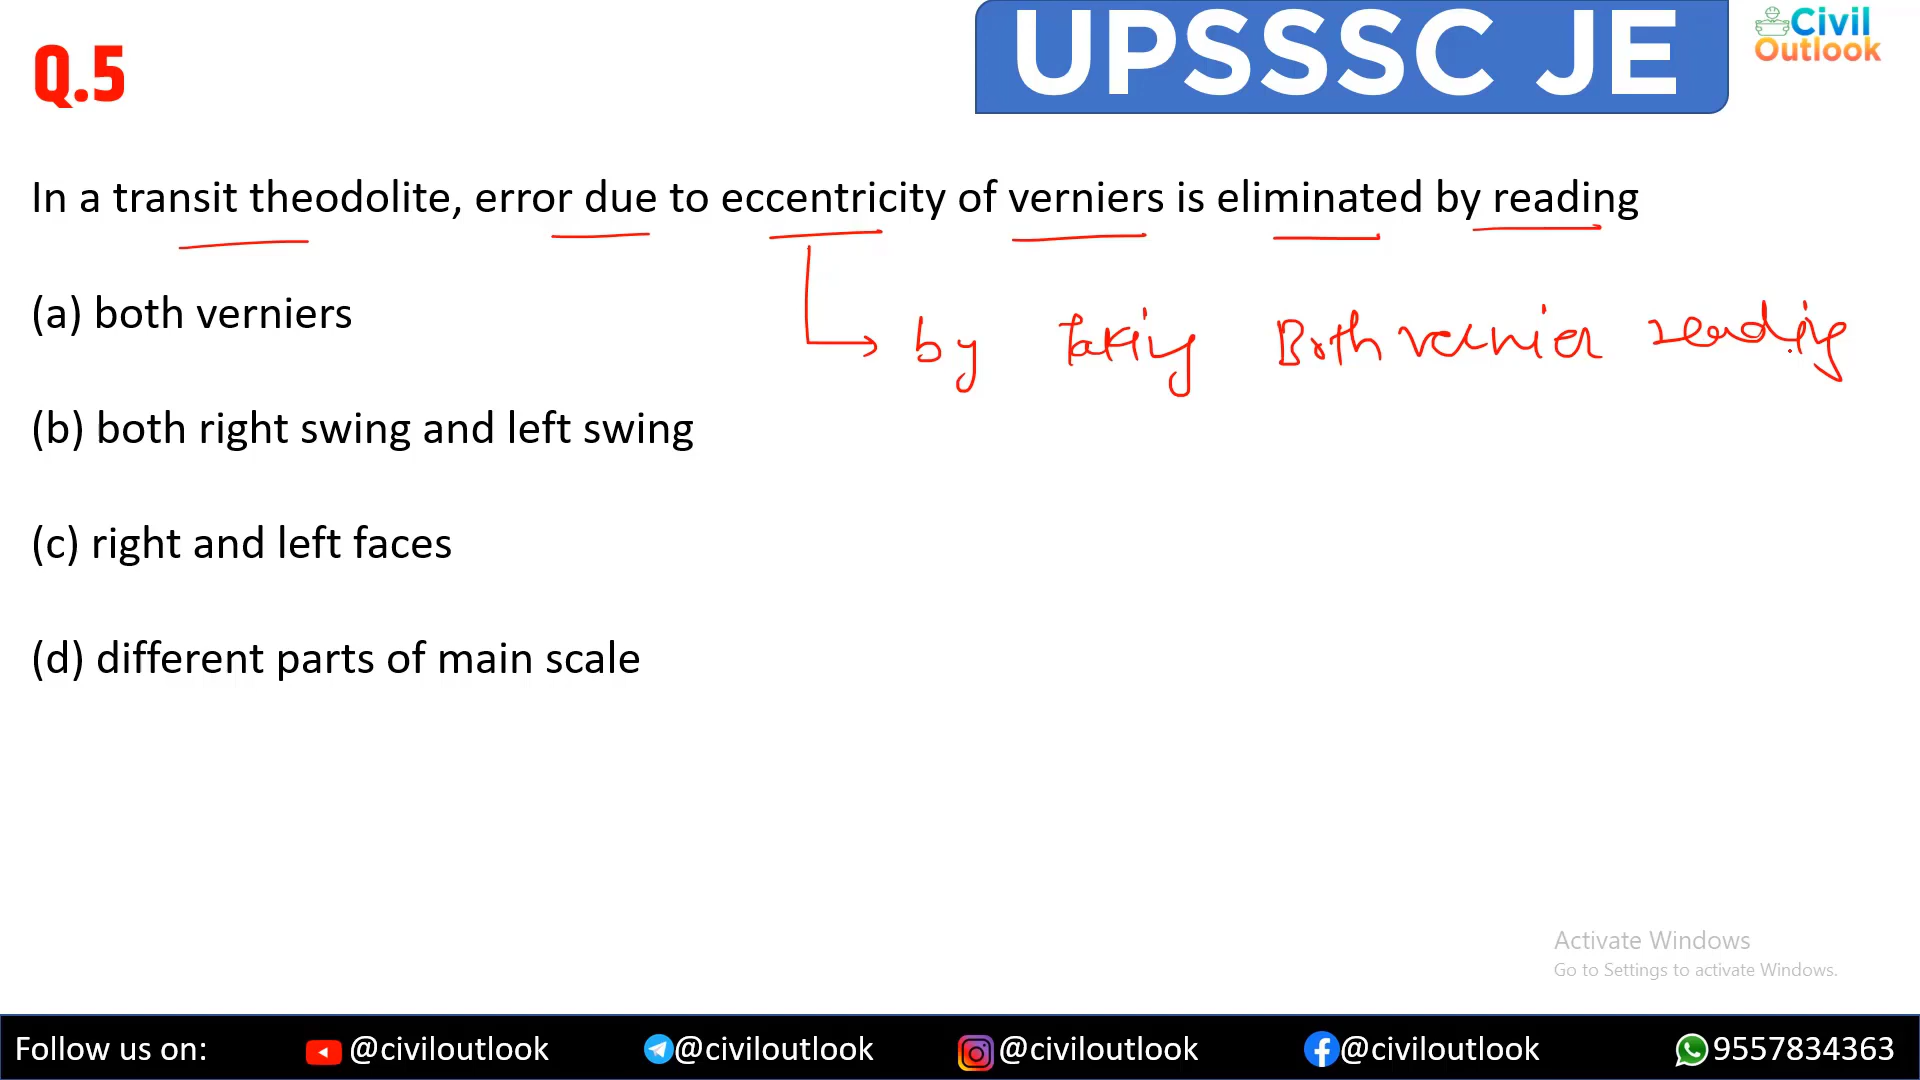 UPSSSC JE
Civil
Outlook
Q.5
In a transit theodolite, error due to eccentricity of verniers is eliminated by reading
(a) both verniers
by taking Both vernier reading
(b) both right swing and left swing
(c) right and left faces
(d) different parts of main scale
Activate Windows
Go to Settings to activate Windows.
Follow us on: @civiloutlook @civiloutlook @civiloutlook @civiloutlook 9557834363